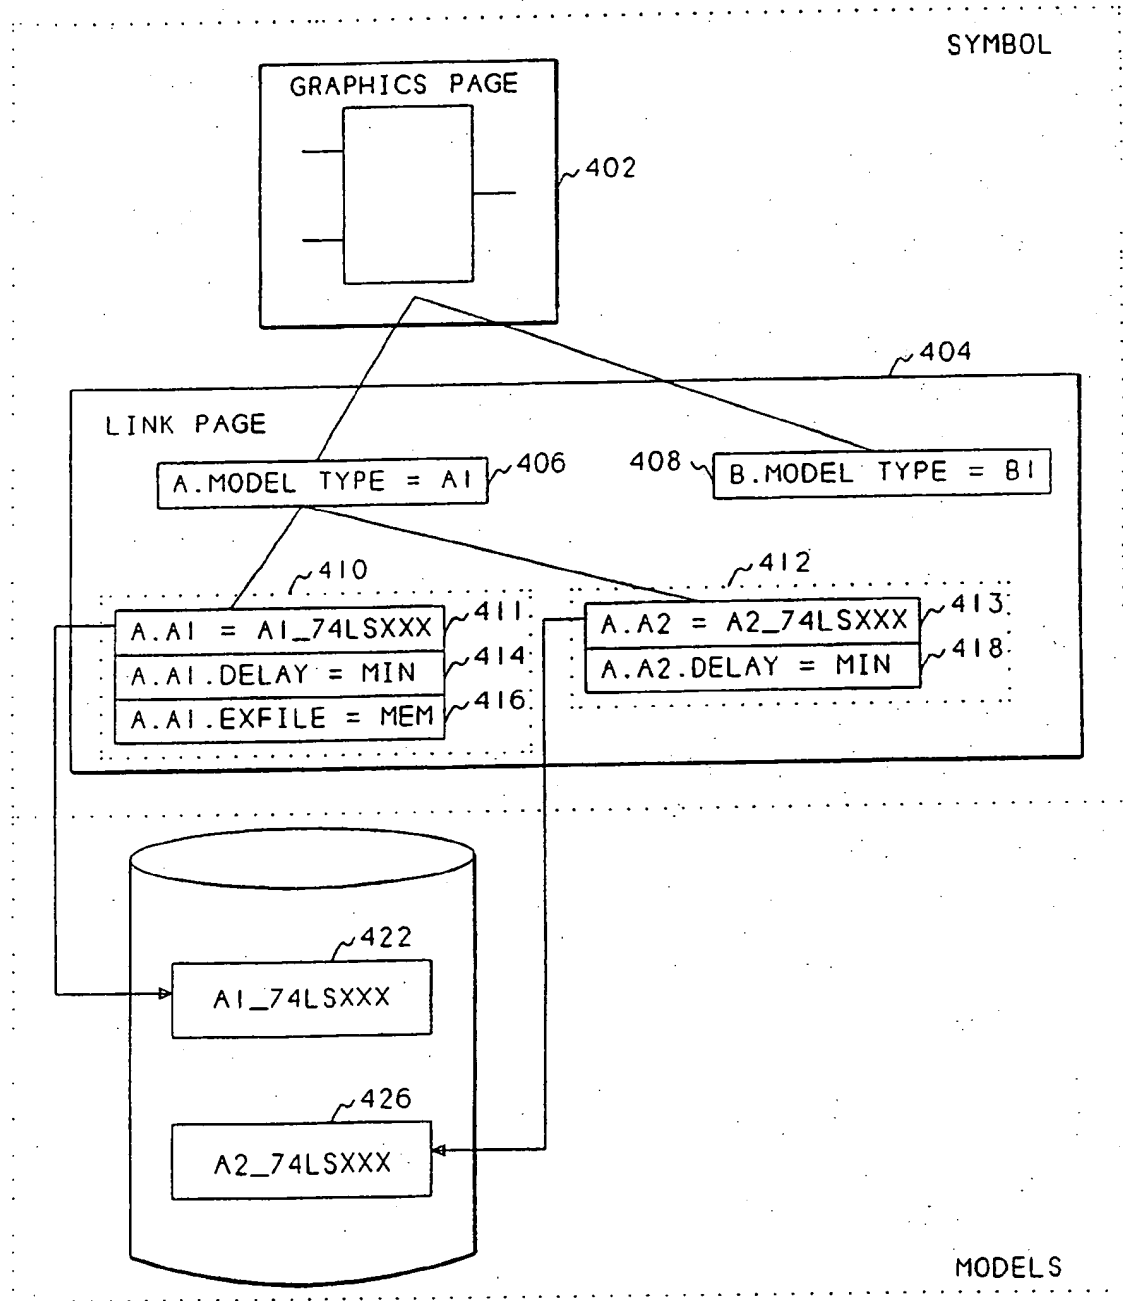 SYMBOL
GRAPHICS PAGE
402
404
LINK PAGE
A.MODEL TYPE = A1
406
408
B.MODEL TYPE = B1
410
412
A.A1 = A1_74LSXXX
411
A.A2 = A2_74LSXXX
413
A.A1.DELAY = MIN
414
A.A2.DELAY = MIN
418
A.A1.EXFILE = MEM
416
422
A1_74LSXXX
426
A2_74LSXXX
MODELS